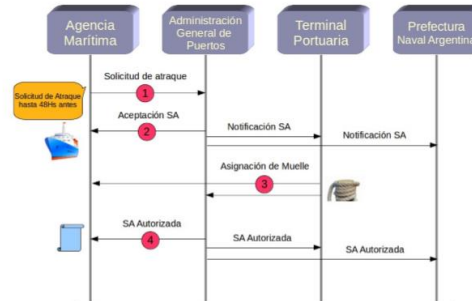 Agencia
Marítima
Administración
General de
Puertos
Terminal
Portuaria
Prefectura
Naval Argentina
Solicitud de atraque
1
Solicitud de Atraque
hasta 48Hs antes
Aceptación SA
2
Notificación SA
Notificación SA
Asignación de Muelle
3
SA Autorizada
4
SA Autorizada
SA Autorizada